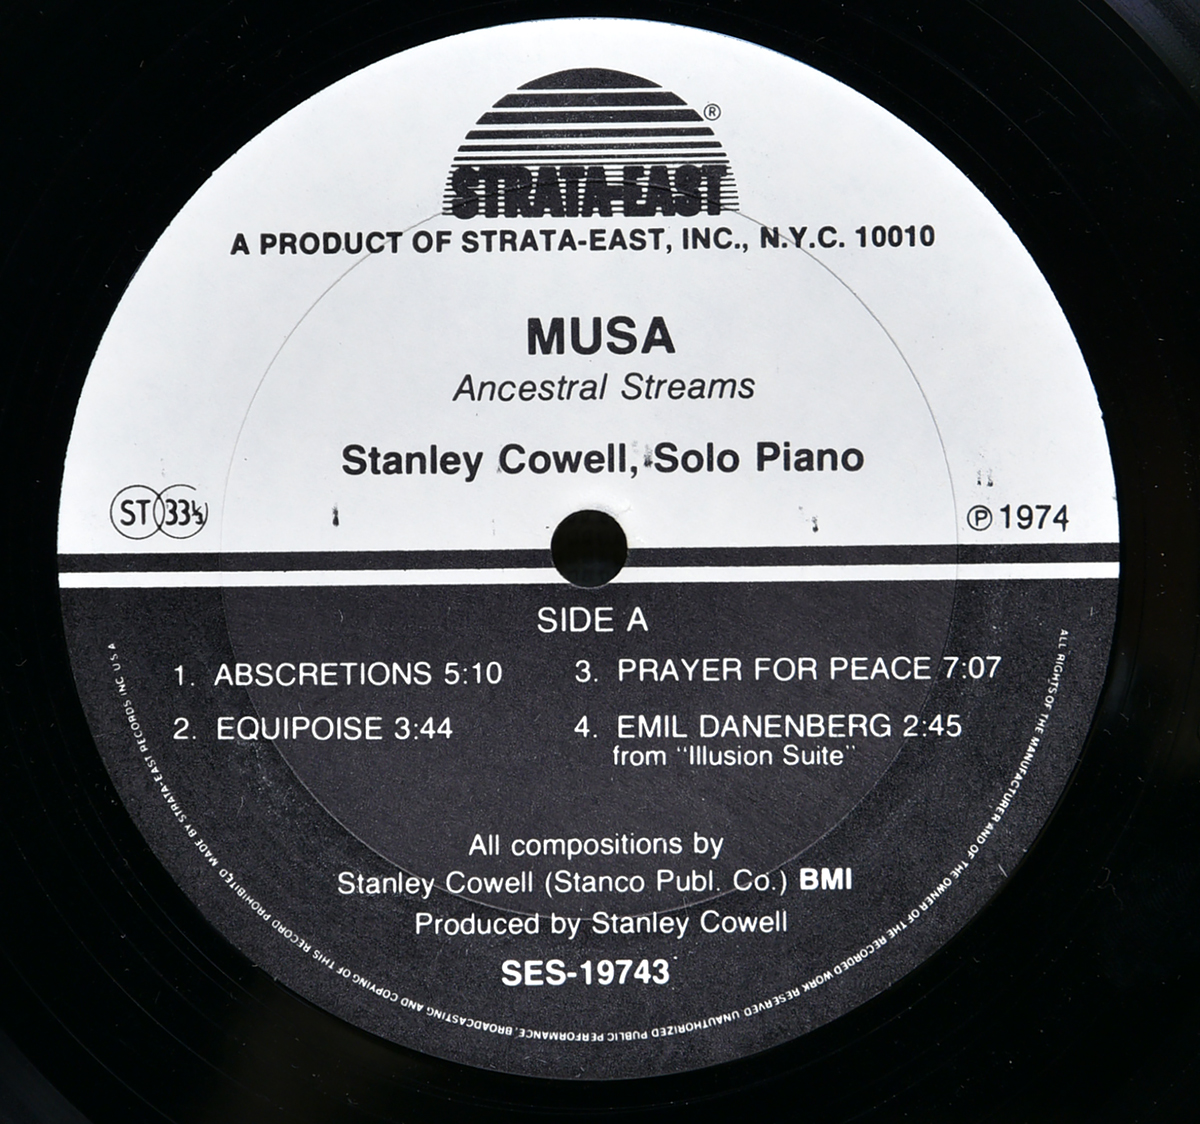 STRATA-EAST ®
A PRODUCT OF STRATA-EAST, INC., N.Y.C. 10010
MUSA
Ancestral Streams
Stanley Cowell, Solo Piano
ST 33⅓
℗ 1974
SIDE A
1. ABSCRETIONS 5:10
2. EQUIPOISE 3:44
3. PRAYER FOR PEACE 7:07
4. EMIL DANENBERG 2:45
from "Illusion Suite"
All compositions by
Stanley Cowell (Stanco Publ. Co.) BMI
Produced by Stanley Cowell
SES-19743
ALL RIGHTS OF THE MANUFACTURER AND OF THE OWNER OF THE RECORDED WORK RESERVED UNAUTHORIZED PUBLIC PERFORMANCE, BROADCASTING AND COPYING OF THIS RECORD PROHIBITED MADE BY STRATA-EAST RECORDS INC U.S.A